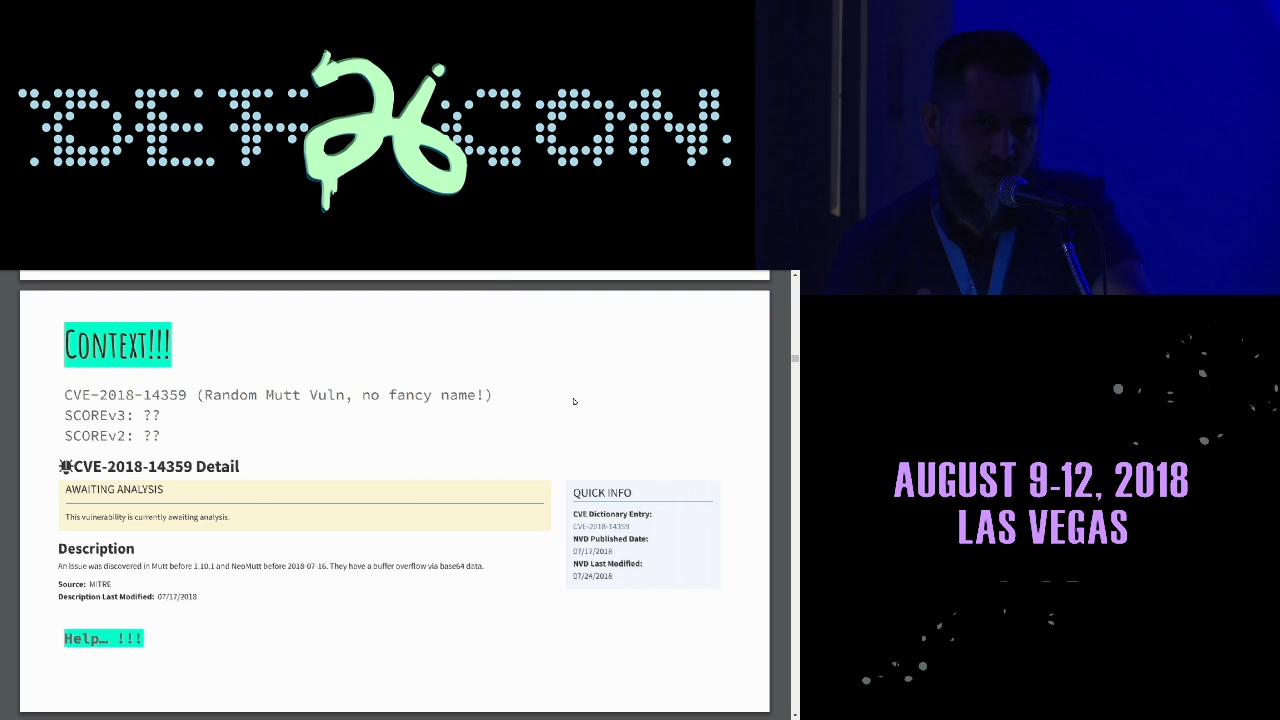 DEF 26 CON
Context!!!
CVE-2018-14359 (Random Mutt Vuln, no fancy name!)
SCOREv3: ??
SCOREv2: ??
CVE-2018-14359 Detail
AWAITING ANALYSIS
This vulnerability is currently awaiting analysis.
Description
An issue was discovered in Mutt before 1.10.1 and NeoMutt before 2018-07-16. They have a buffer overflow via base64 data.
Source: MITRE
Description Last Modified: 07/17/2018
QUICK INFO
CVE Dictionary Entry:
CVE-2018-14359
NVD Published Date:
07/17/2018
NVD Last Modified:
07/24/2018
Help… !!!
AUGUST 9-12, 2018
LAS VEGAS